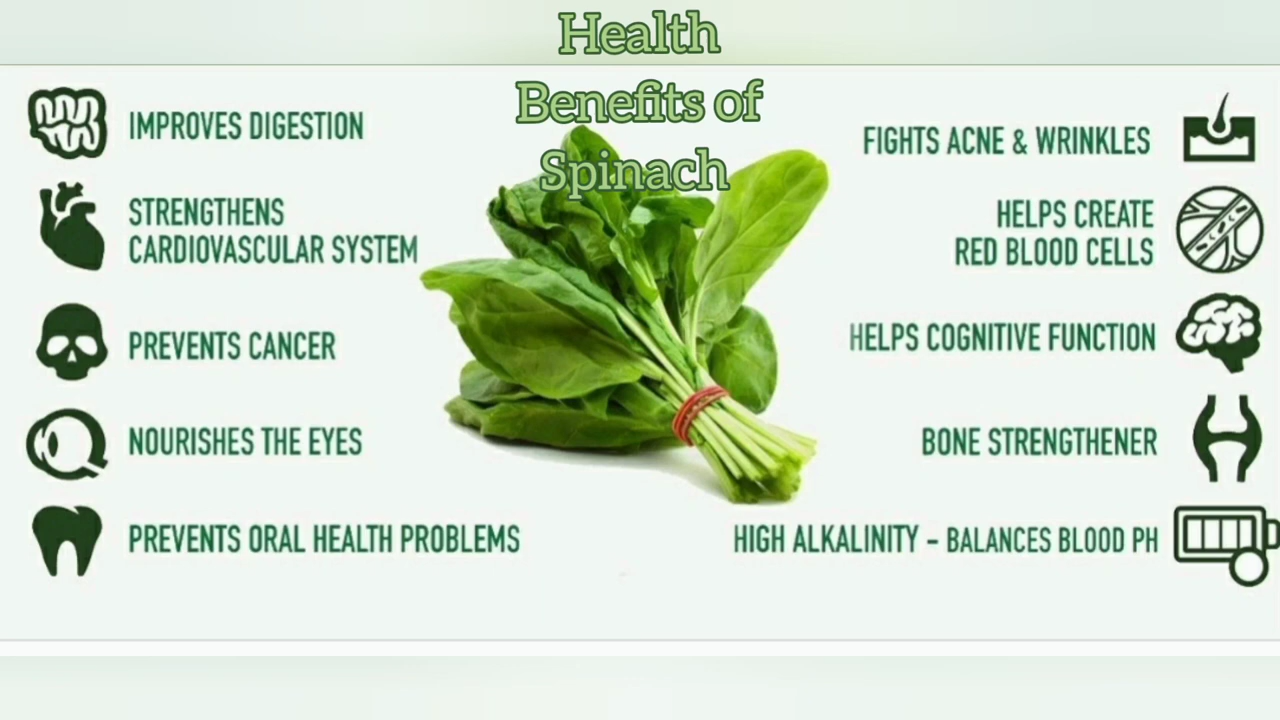 Health
Benefits of
Spinach
IMPROVES DIGESTION
STRENGTHENS
CARDIOVASCULAR SYSTEM
PREVENTS CANCER
NOURISHES THE EYES
PREVENTS ORAL HEALTH PROBLEMS
FIGHTS ACNE & WRINKLES
HELPS CREATE
RED BLOOD CELLS
HELPS COGNITIVE FUNCTION
BONE STRENGTHENER
HIGH ALKALINITY – BALANCES BLOOD PH